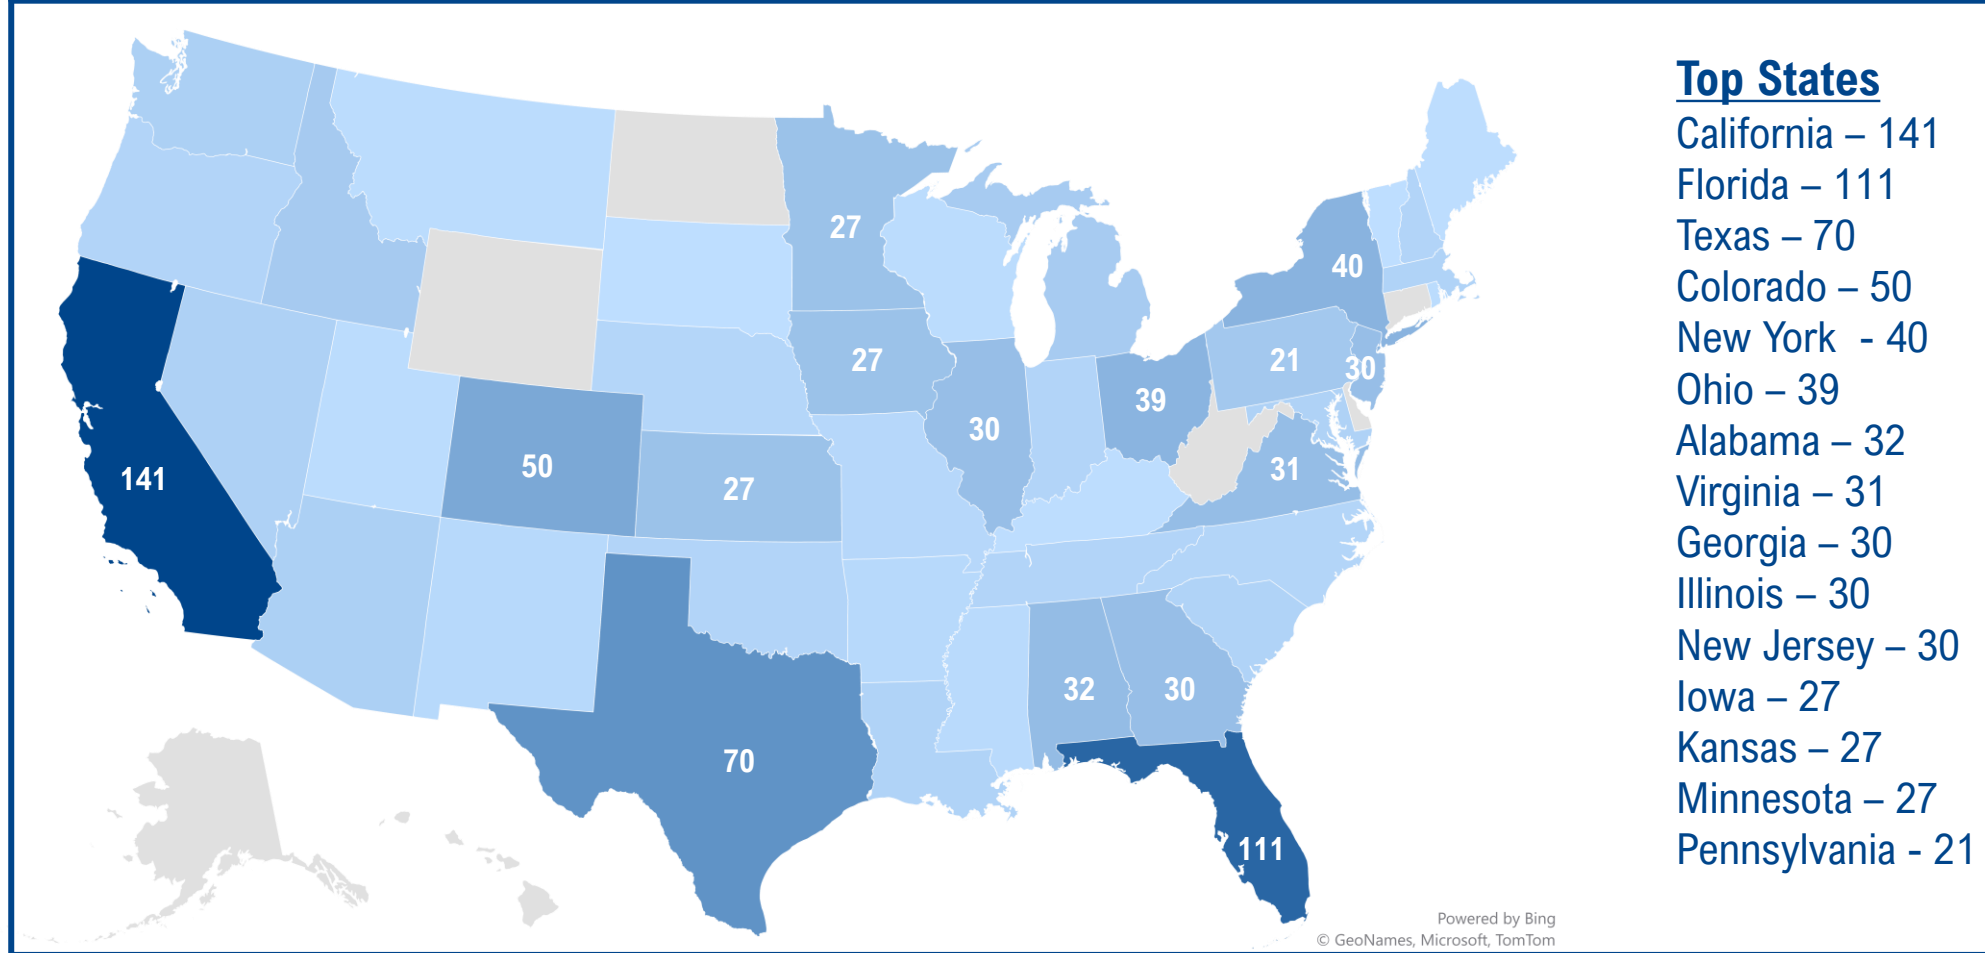 Top States
California – 141
Florida – 111
Texas – 70
Colorado – 50
New York  - 40
Ohio – 39
Alabama – 32
Virginia – 31
Georgia – 30
Illinois – 30
New Jersey – 30
Iowa – 27
Kansas – 27
Minnesota – 27
Pennsylvania - 21
27
40
27
21
30
39
30
50
31
141
27
32
30
70
111
Powered by Bing
© GeoNames, Microsoft, TomTom